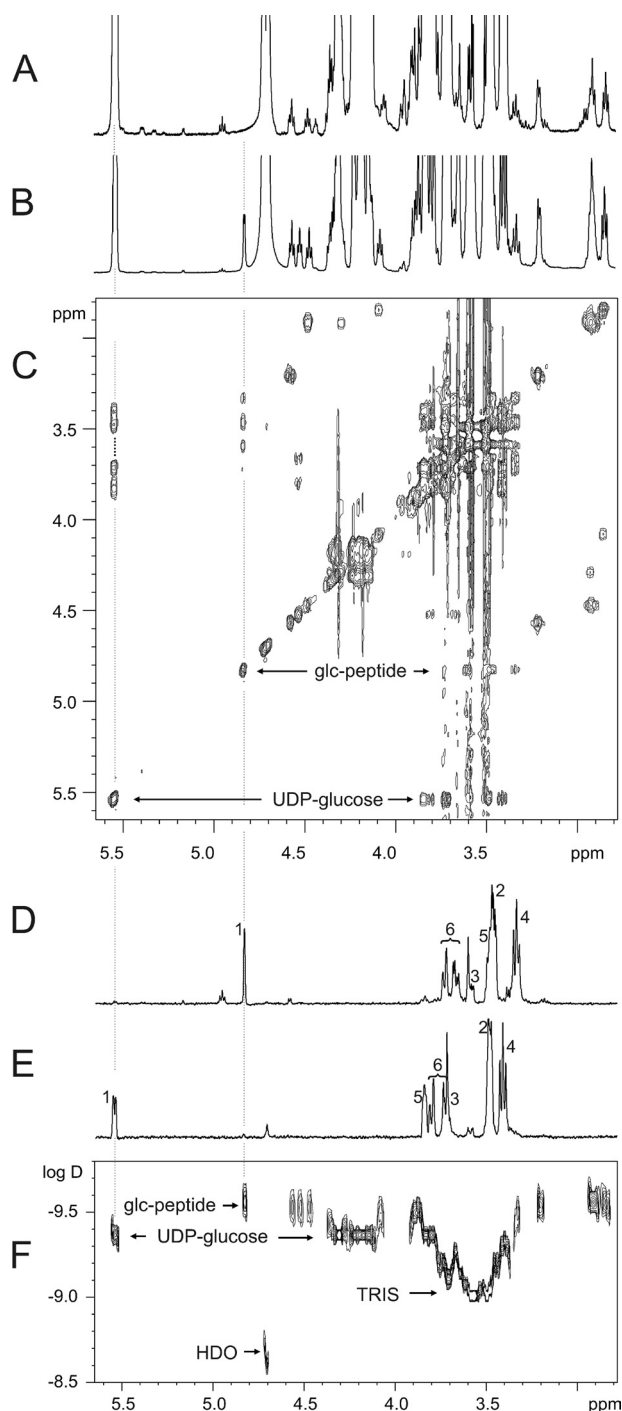 A
B
ppm
C
3.5
4.0
4.5
glc-peptide
5.0
UDP-glucose
5.5
5.5 5.0 4.5 4.0 3.5 ppm
D
1 6 5 2 3 4
E
1 5 6 3 2 4
log D
glc-peptide
-9.5
UDP-glucose
F
TRIS
-9.0
HDO
-8.5
5.5 5.0 4.5 4.0 3.5 ppm